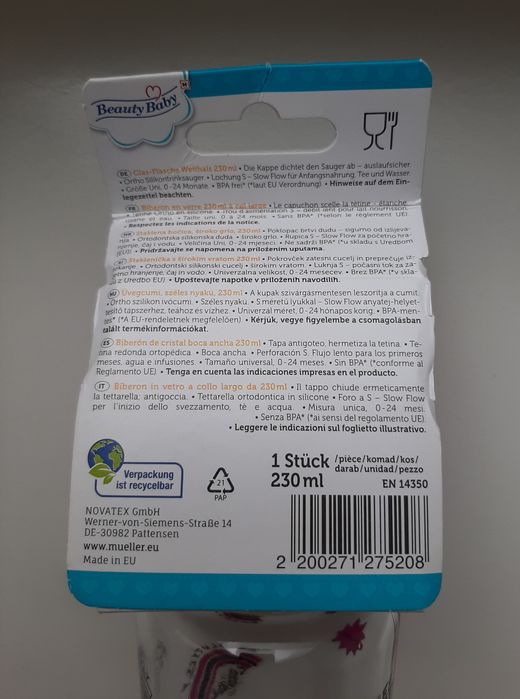 Beauty Baby
M
DE Glas-Flasche Weithals 230 ml • Die Kappe dichtet den Sauger ab – auslaufsicher.
• Ortho Silikontrinksauger. • Lochung S – Slow Flow für Anfangsnahrung, Tee und Wasser.
• Größe Uni, 0-24 Monate. • BPA frei* (*laut EU Verordnung) • Hinweise auf dem Ein-
legezettel beachten.
FR Biberon en verre 230 ml à col large • Le capuchon scelle la tétine – étanche.
• Tétine ortho en silicone • Trou d'alimentation S – débit lent pour lait
tisane et eau. • Taille uni, 0 à 24 mois. • Sans BPA* (*selon le règlement UE)
• Respectez les indications de la notice.
Staklena bočica, široko grlo, 230 ml • Poklopac brtvi dudu – sigurno od izlijeva-
nja. • Ortodontska silikonska duda • široko grlo. • Rupica S – Slow Flow za početnu hra-
nu, čaj i vodu • Veličina Uni, 0 - 24 mjeseci. • Ne sadrži BPA* (*u skladu s Uredbom
(EU) • Pridržavajte se napomena na priloženim uputama.
Steklenička s širokim vratom 230 ml • Pokrovček zatesni cucelj in preprečuje iz-
tekanje. • Ortodontski silikonski cucelj • širokim vratom. • Luknja S – počasni tok za za-
četno hranjenje, čaj in vodo • Univerzalna velikost, 0-24 mesecev. • Brez BPA* (*v skla-
du z Uredbo EU) • Upoštevajte napotke v priloženih navodilih.
HU Üvegcumi, széles nyakú, 230 ml • A kupak szivárgásmentesen leszorítja a cumit.
• Ortho szilikon ivócumi. • Széles nyakú. • S méretű lyukkal – Slow Flow anyatej-helyet-
tesítő tápszerhez, teához és vízhez. • Univerzál méret, 0-24 hónapos korig. • BPA-men-
tes* (*A EU-rendeletnek megfelelően). • Kérjük, vegye figyelembe a csomagolásban
talált termékinformációkat.
ES Biberón de cristal boca ancha 230 ml • Tapa antigoteo, hermetiza la tetina. • Te-
tina redonda ortopédica • Boca ancha. • Perforación S. Flujo lento para los primeros
meses, agua e infusiones. • Tamaño universal, 0-24 meses. • Sin BPA* (*conforme al
Reglamento UE) • Tenga en cuenta las indicaciones impresas en el producto.
IT Biberon in vetro a collo largo da 230 ml • Il tappo chiude ermeticamente
la tettarella; antigoccia. • Tettarella ortottica in silicone • Foro a S – Slow Flow
per l'inizio dello svezzamento, tè e acqua. • Misura unica, 0-24 mesi.
• Senza BPA* (*ai sensi del regolamento UE)
• Leggere le indicazioni sul foglietto illustrativo.
Verpackung
ist recycelbar
21
PAP
1 Stück /pièce/komad/kos/
darab/unidad/pezzo
230 ml
EN 14350
NOVATEX GmbH
Werner-von-Siemens-Straße 14
DE-30982 Pattensen
www.mueller.eu
Made in EU
2 200271 275208